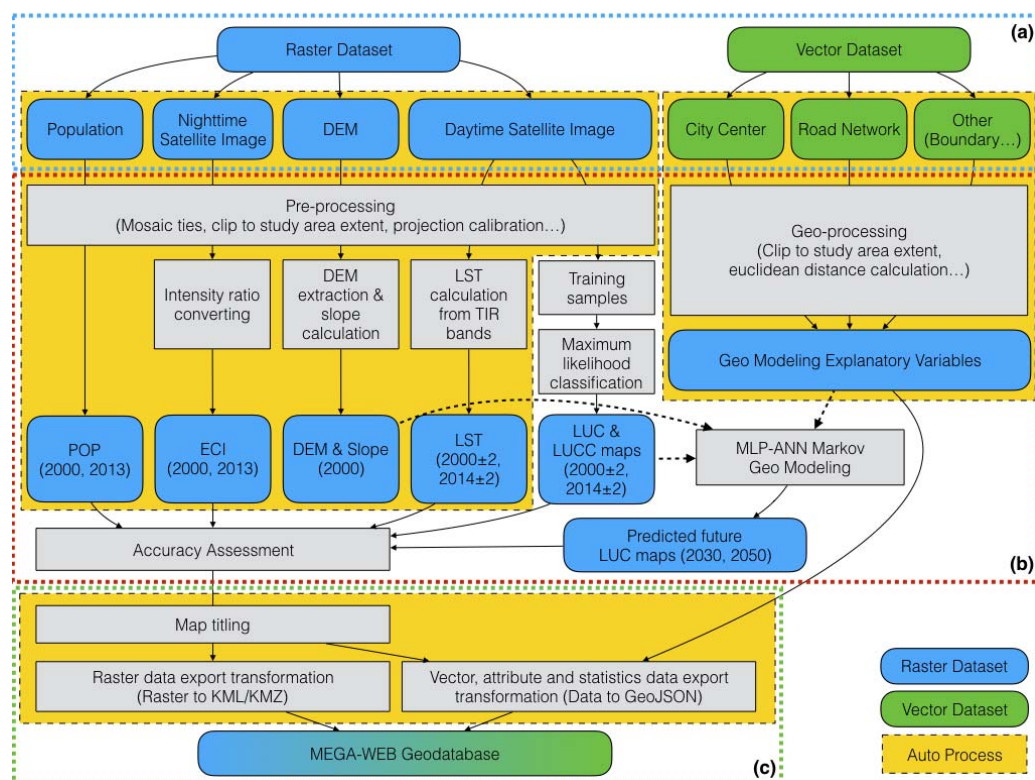 (a)
Raster Dataset
Vector Dataset
Population
Nighttime
Satellite Image
DEM
Daytime Satellite Image
City Center
Road Network
Other
(Boundary...)
Pre-processing
(Mosaic ties, clip to study area extent, projection calibration...)
Geo-processing
(Clip to study area extent,
euclidean distance calculation...)
Intensity ratio
converting
DEM
extraction &
slope
calculation
LST
calculation
from TIR
bands
Training
samples
Maximum
likelihood
classification
Geo Modeling Explanatory Variables
POP
(2000, 2013)
ECI
(2000, 2013)
DEM & Slope
(2000)
LST
(2000±2,
2014±2)
LUC &
LUCC maps
(2000±2,
2014±2)
MLP-ANN Markov
Geo Modeling
Accuracy Assessment
Predicted future
LUC maps (2030, 2050)
(b)
Map titling
Raster data export transformation
(Raster to KML/KMZ)
Vector, attribute and statistics data export
transformation (Data to GeoJSON)
MEGA-WEB Geodatabase
(c)
Raster Dataset
Vector Dataset
Auto Process